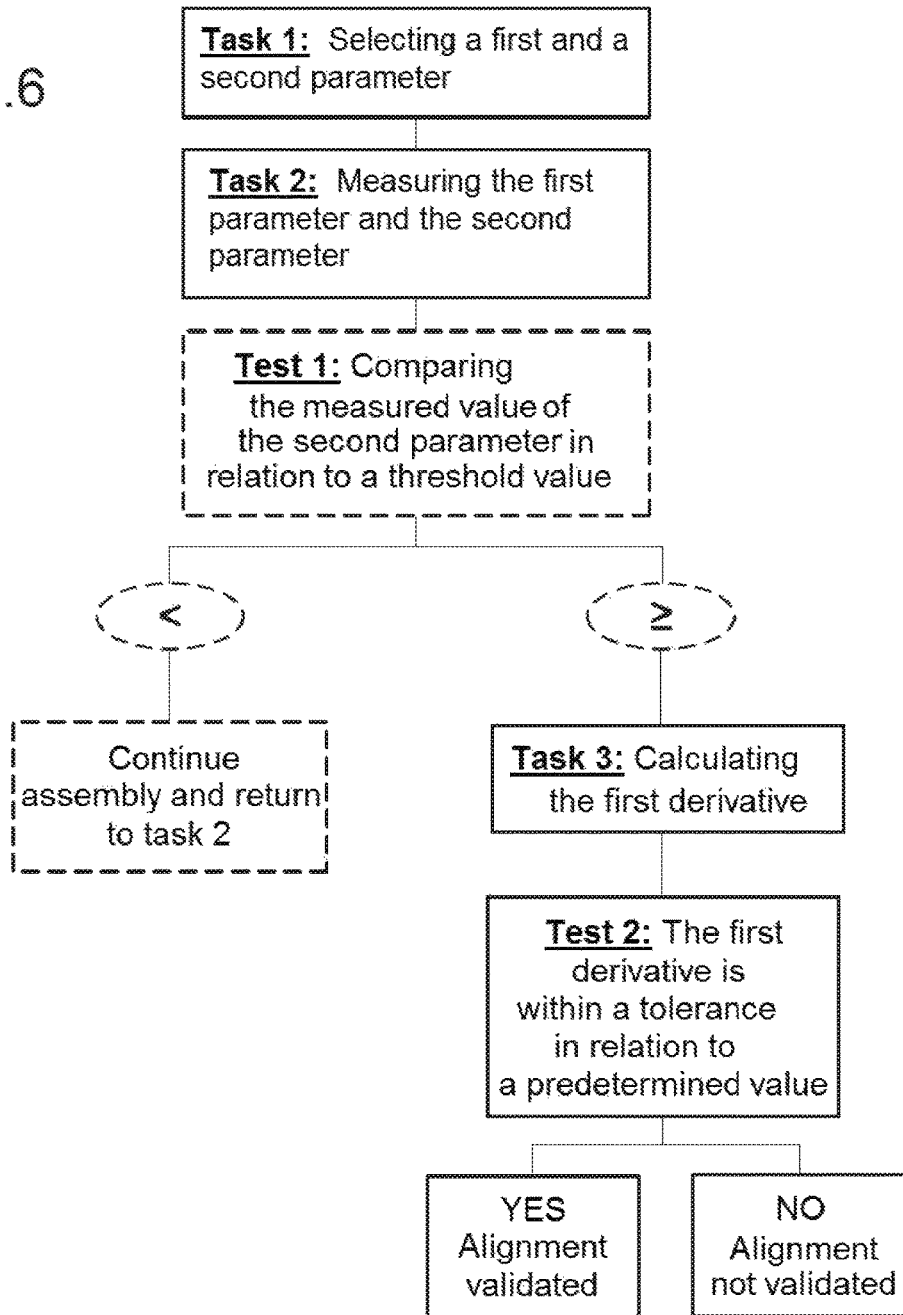 Task 1: Selecting a first and a
second parameter
.6
Task 2: Measuring the first
parameter and the second
parameter
Test 1: Comparing
the measured value of
the second parameter in
relation to a threshold value
<
≥
Continue
assembly and return
to task 2
Task 3: Calculating
the first derivative
Test 2: The first
derivative is
within a tolerance
in relation to
a predetermined value
YES
Alignment
validated
NO
Alignment
not validated